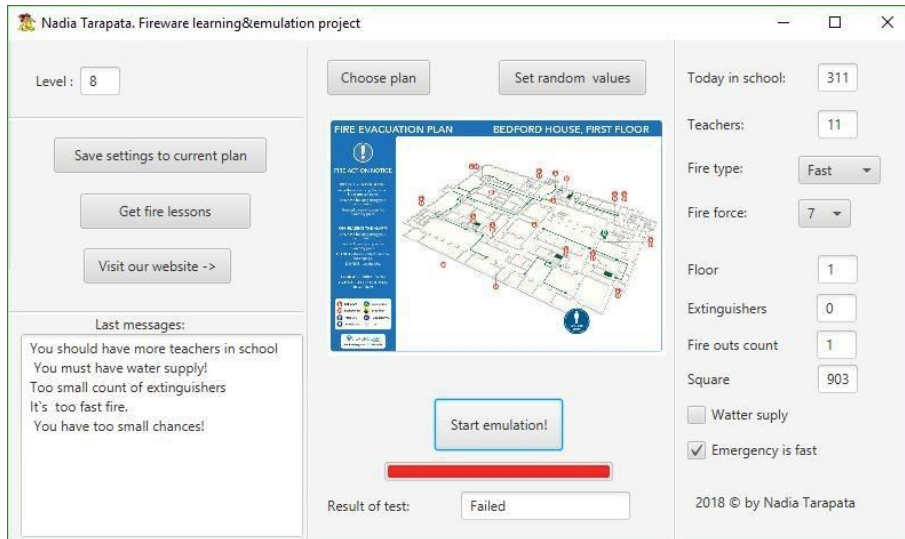 Nadia Tarapata. Fireware learning&emulation project
Level : 8
Save settings to current plan
Get fire lessons
Visit our website ->
Last messages:
You should have more teachers in school
You must have water supply!
Too small count of extinguishers
It`s too fast fire.
You have too small chances!
Choose plan
Set random values
FIRE EVACUATION PLAN
BEDFORD HOUSE, FIRST FLOOR
FIRE ACTION NOTICE
Start emulation!
Result of test: Failed
Today in school: 311
Teachers: 11
Fire type: Fast
Fire force: 7
Floor 1
Extinguishers 0
Fire outs count 1
Square 903
Watter suply
Emergency is fast
2018 © by Nadia Tarapata